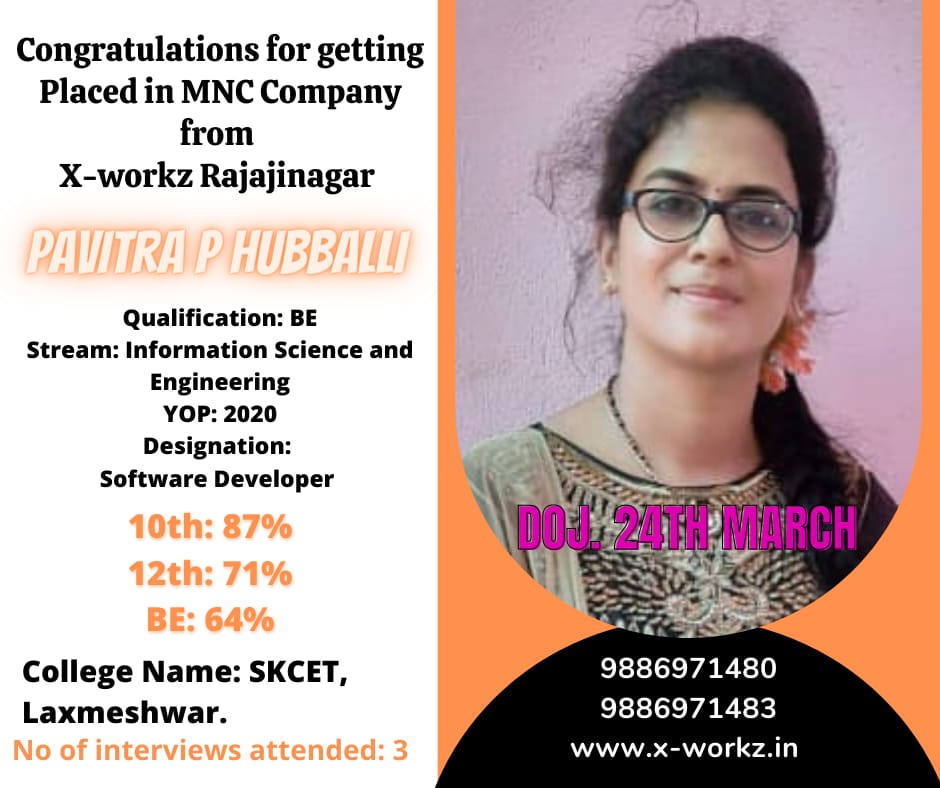 Congratulations for getting
Placed in MNC Company
from
X-workz Rajajinagar
PAVITRA P HUBBALLI
Qualification: BE
Stream: Information Science and
Engineering
YOP: 2020
Designation:
Software Developer
10th: 87%
12th: 71%
BE: 64%
College Name: SKCET,
Laxmeshwar.
No of interviews attended: 3
DOJ. 24TH MARCH
9886971480
9886971483
www.x-workz.in